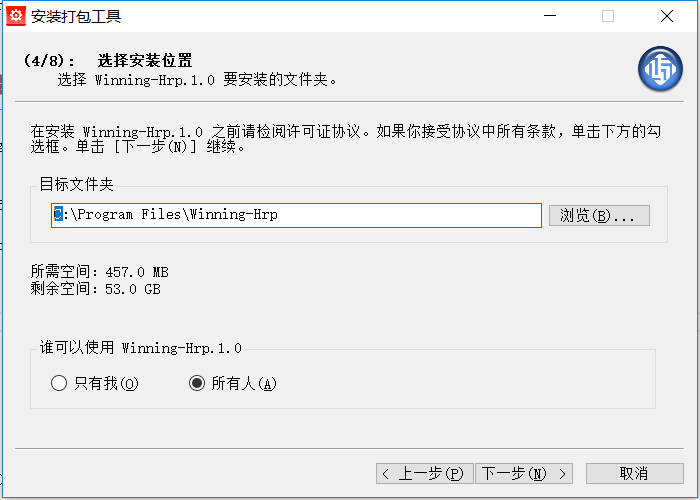 安装打包工具
(4/8): 选择安装位置
选择 Winning-Hrp.1.0 要安装的文件夹。
在安装 Winning-Hrp.1.0 之前请检阅许可证协议。如果你接受协议中所有条款，单击下方的勾
选框。单击 [下一步(N)] 继续。
目标文件夹
C:\Program Files\Winning-Hrp
浏览(B)...
所需空间: 457.0 MB
剩余空间: 53.0 GB
谁可以使用 Winning-Hrp.1.0
只有我(O)
所有人(A)
< 上一步(P)
下一步(N) >
取消